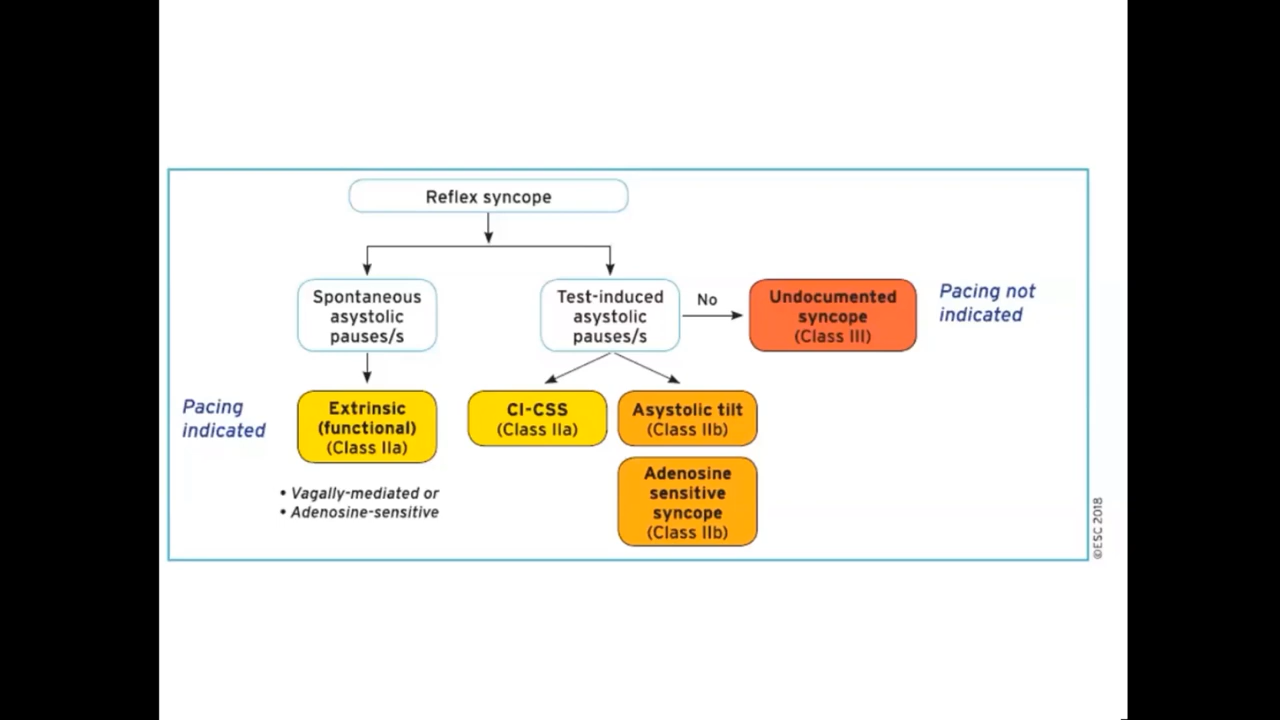 Reflex syncope
Spontaneous
asystolic
pauses/s
Test-induced
asystolic
pauses/s
No
Undocumented
syncope
(Class III)
Pacing not
indicated
Pacing
indicated
Extrinsic
(functional)
(Class IIa)
CI-CSS
(Class IIa)
Asystolic tilt
(Class IIb)
• Vagally-mediated or
• Adenosine-sensitive
Adenosine
sensitive
syncope
(Class IIb)
©ESC 2018